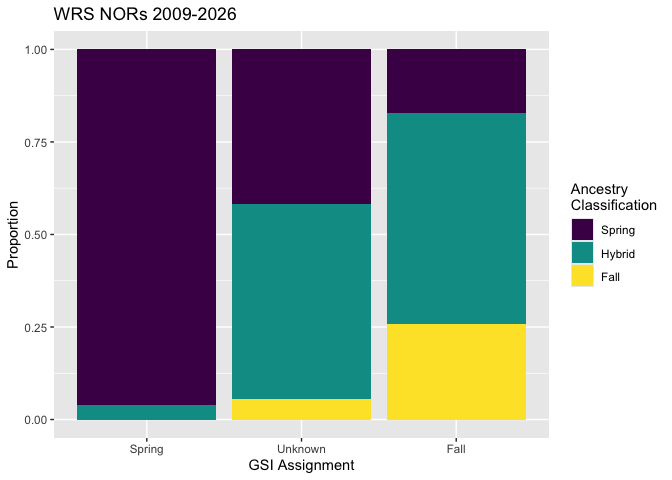 WRS NORs 2009-2026
1.00
0.75
0.50
0.25
0.00
Proportion
Spring
Unknown
Fall
GSI Assignment
Ancestry
Classification
Spring
Hybrid
Fall